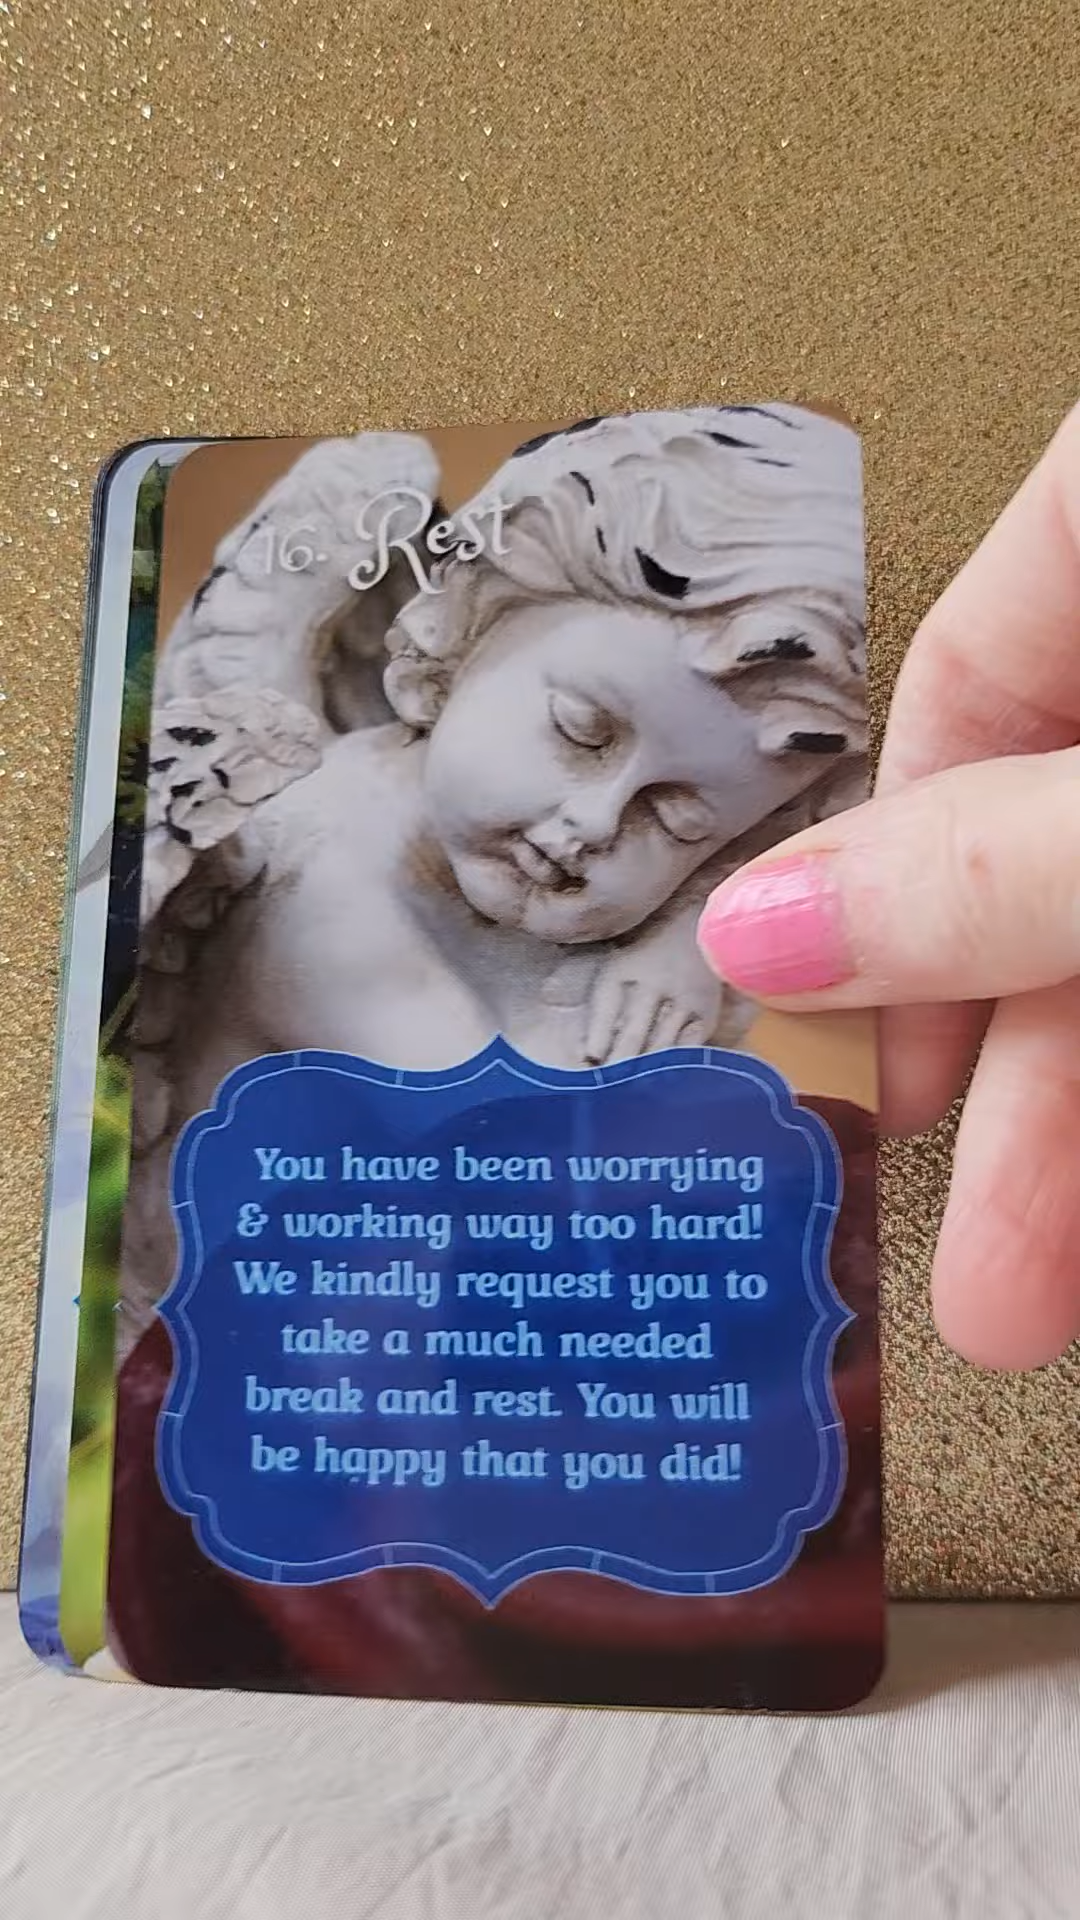 16. Rest
You have been worrying
& working way too hard!
We kindly request you to
take a much needed
break and rest. You will
be happy that you did!